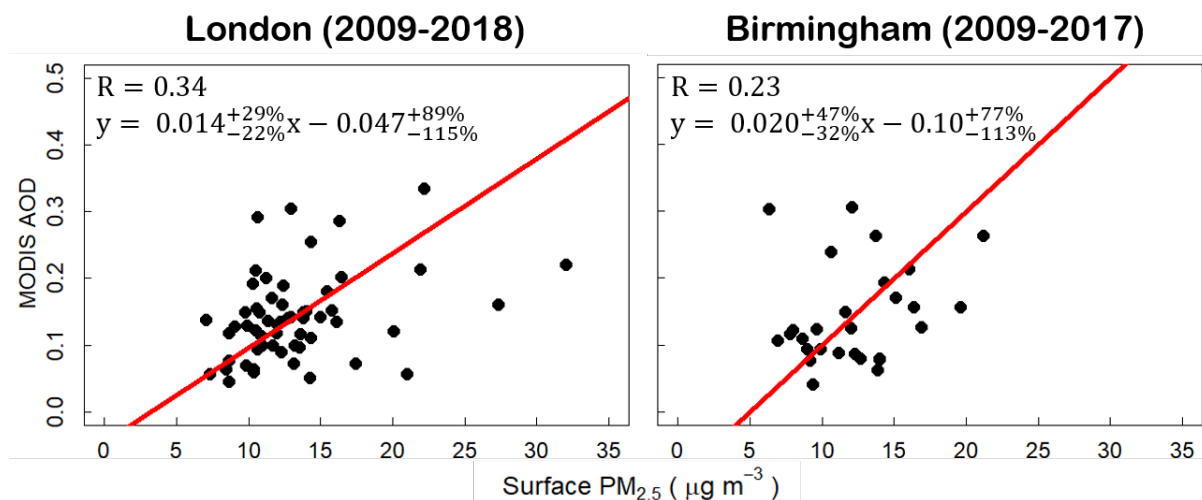 London (2009-2018)
R = 0.34
y = 0.014+29%−22%x − 0.047+89%−115%
Birmingham (2009-2017)
R = 0.23
y = 0.020+47%−32%x − 0.10+77%−113%
MODIS AOD
0.5
0.4
0.3
0.2
0.1
0.0
0 5 10 15 20 25 30 35
0 5 10 15 20 25 30 35
Surface PM2.5 ( μg m−3 )